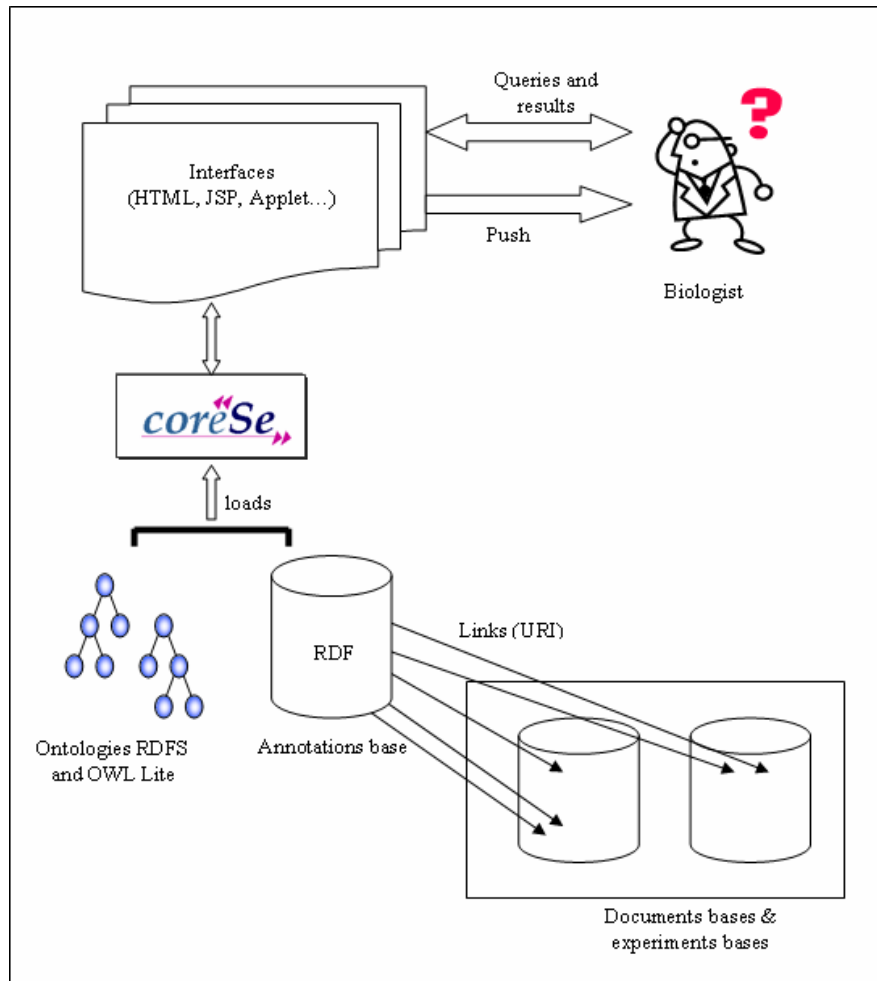 Queries and
results
?
Interfaces
(HTML, JSP, Applet…)
Push
Biologist
coreSe
loads
Links (URI)
RDF
Ontologies RDFS
and OWL Lite
Annotations base
Documents bases &
experiments bases